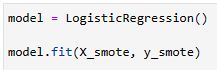 model = LogisticRegression()
model.fit(X_smote, y_smote)